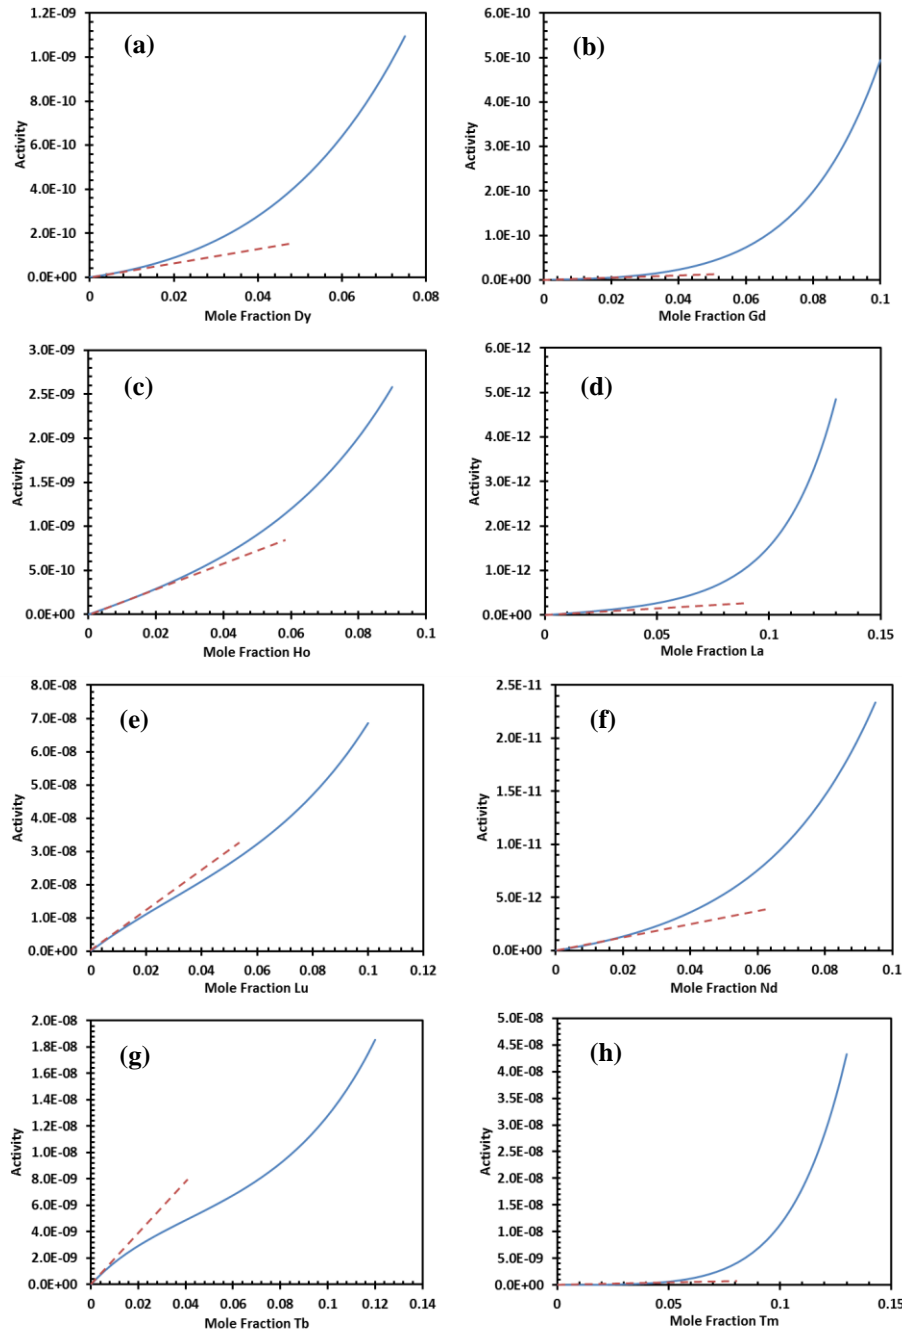 (a)
1.2E-09
1.0E-09
8.0E-10
6.0E-10
4.0E-10
2.0E-10
0.0E+00
Activity
0 0.02 0.04 0.06 0.08
Mole Fraction Dy
(b)
6.0E-10
5.0E-10
4.0E-10
3.0E-10
2.0E-10
1.0E-10
0.0E+00
Activity
0 0.02 0.04 0.06 0.08 0.1
Mole Fraction Gd
(c)
3.0E-09
2.5E-09
2.0E-09
1.5E-09
1.0E-09
5.0E-10
0.0E+00
Activity
0 0.02 0.04 0.06 0.08 0.1
Mole Fraction Ho
(d)
6.0E-12
5.0E-12
4.0E-12
3.0E-12
2.0E-12
1.0E-12
0.0E+00
Activity
0 0.05 0.1 0.15
Mole Fraction La
(e)
8.0E-08
7.0E-08
6.0E-08
5.0E-08
4.0E-08
3.0E-08
2.0E-08
1.0E-08
0.0E+00
Activity
0 0.02 0.04 0.06 0.08 0.1 0.12
Mole Fraction Lu
(f)
2.5E-11
2.0E-11
1.5E-11
1.0E-11
5.0E-12
0.0E+00
Activity
0 0.02 0.04 0.06 0.08 0.1
Mole Fraction Nd
(g)
2.0E-08
1.8E-08
1.6E-08
1.4E-08
1.2E-08
1.0E-08
8.0E-09
6.0E-09
4.0E-09
2.0E-09
0.0E+00
Activity
0 0.02 0.04 0.06 0.08 0.1 0.12 0.14
Mole Fraction Tb
(h)
5.0E-08
4.5E-08
4.0E-08
3.5E-08
3.0E-08
2.5E-08
2.0E-08
1.5E-08
1.0E-08
5.0E-09
0.0E+00
Activity
0 0.05 0.1 0.15
Mole Fraction Tm